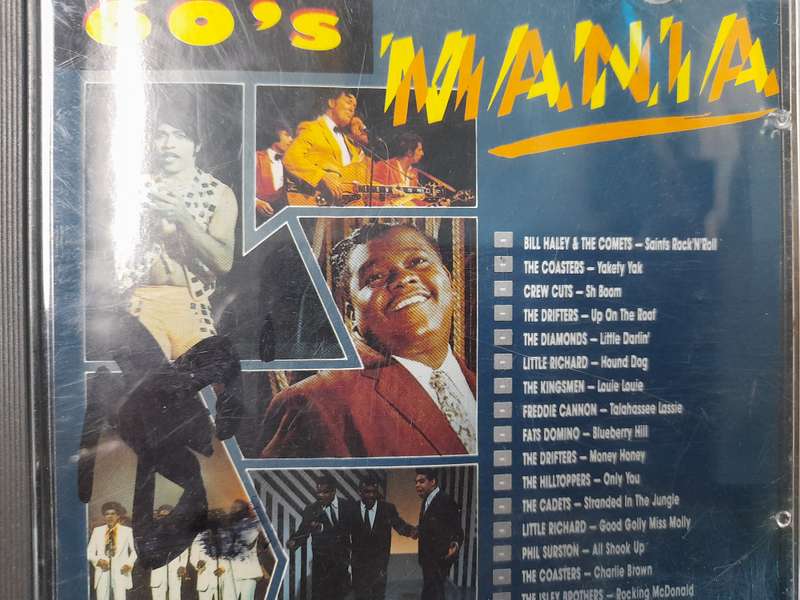 60's
MANIA
BILL HALEY & THE COMETS – Saints Rock'N'Roll
THE COASTERS – Yakety Yak
CREW CUTS – Sh Boom
THE DRIFTERS – Up On The Roof
THE DIAMONDS – Little Darlin'
LITTLE RICHARD – Hound Dog
THE KINGSMEN – Louie Louie
FREDDIE CANNON – Talahassee Lassie
FATS DOMINO – Blueberry Hill
THE DRIFTERS – Money Honey
THE HILLTOPPERS – Only You
THE CADETS – Stranded In The Jungle
LITTLE RICHARD – Good Golly Miss Molly
PHIL SURSTON – All Shook Up
THE COASTERS – Charlie Brown
THE ISLEY BROTHERS – Rocking McDonald